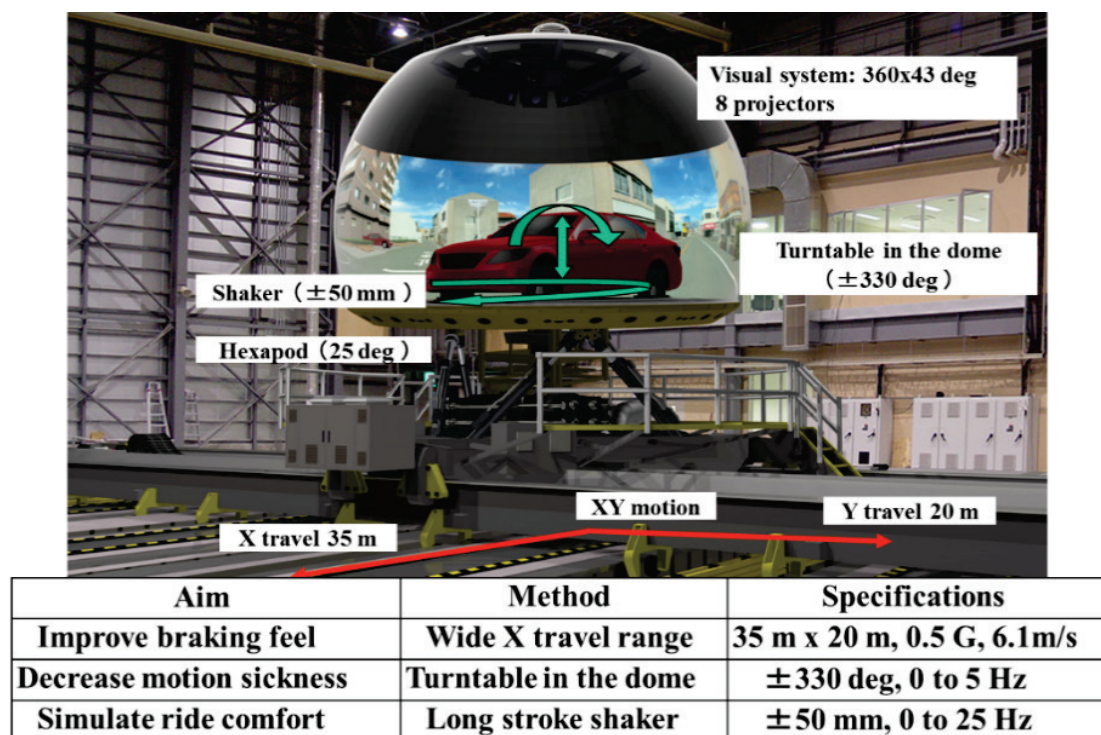 Visual system: 360x43 deg
8 projectors
Turntable in the dome
(±330 deg)
Shaker (±50 mm)
Hexapod (25 deg)
XY motion
X travel 35 m
Y travel 20 m
Aim Method Specifications
Improve braking feel Wide X travel range 35 m x 20 m, 0.5 G, 6.1m/s
Decrease motion sickness Turntable in the dome ±330 deg, 0 to 5 Hz
Simulate ride comfort Long stroke shaker ±50 mm, 0 to 25 Hz